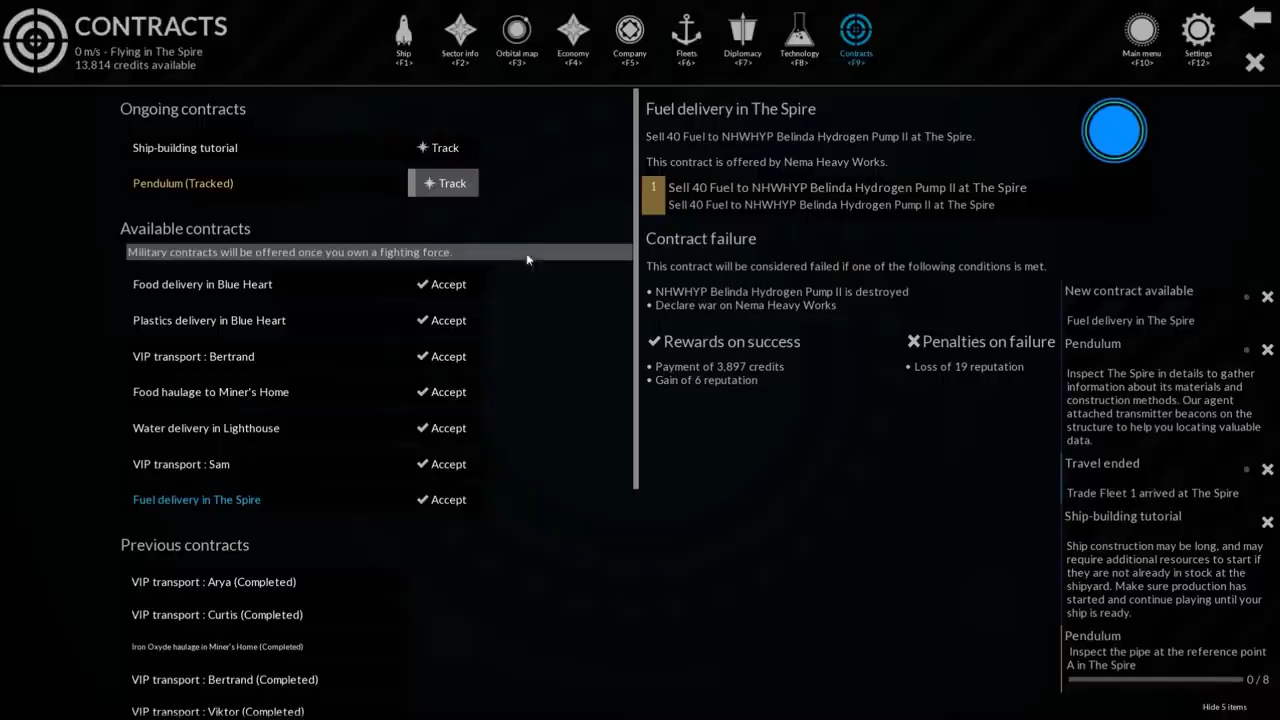 CONTRACTS
0 m/s - Flying in The Spire
13,814 credits available
Ship
<F1>
Sector info
<F2>
Orbital map
<F3>
Economy
<F4>
Company
<F5>
Fleets
<F6>
Diplomacy
<F7>
Technology
<F8>
Contracts
<F9>
Main menu
<F10>
Settings
<F12>
Ongoing contracts
Ship-building tutorial
Track
Pendulum (Tracked)
Track
Available contracts
Military contracts will be offered once you own a fighting force.
Food delivery in Blue Heart
Accept
Plastics delivery in Blue Heart
Accept
VIP transport : Bertrand
Accept
Food haulage to Miner's Home
Accept
Water delivery in Lighthouse
Accept
VIP transport : Sam
Accept
Fuel delivery in The Spire
Accept
Previous contracts
VIP transport : Arya (Completed)
VIP transport : Curtis (Completed)
Iron Oxyde haulage in Miner's Home (Completed)
VIP transport : Bertrand (Completed)
VIP transport : Viktor (Completed)
Fuel delivery in The Spire
Sell 40 Fuel to NHWHYP Belinda Hydrogen Pump II at The Spire.
This contract is offered by Nema Heavy Works.
1
Sell 40 Fuel to NHWHYP Belinda Hydrogen Pump II at The Spire
Sell 40 Fuel to NHWHYP Belinda Hydrogen Pump II at The Spire
Contract failure
This contract will be considered failed if one of the following conditions is met.
• NHWHYP Belinda Hydrogen Pump II is destroyed
• Declare war on Nema Heavy Works
Rewards on success
• Payment of 3,897 credits
• Gain of 6 reputation
Penalties on failure
• Loss of 19 reputation
New contract available
Fuel delivery in The Spire
Pendulum
Inspect The Spire in details to gather
information about its materials and
construction methods. Our agent
attached transmitter beacons on the
structure to help you locating valuable
data.
Travel ended
Trade Fleet 1 arrived at The Spire
Ship-building tutorial
Ship construction may be long, and may
require additional resources to start if
they are not already in stock at the
shipyard. Make sure production has
started and continue playing until your
ship is ready.
Pendulum
Inspect the pipe at the reference point
A in The Spire
0 / 8
Hide 5 items